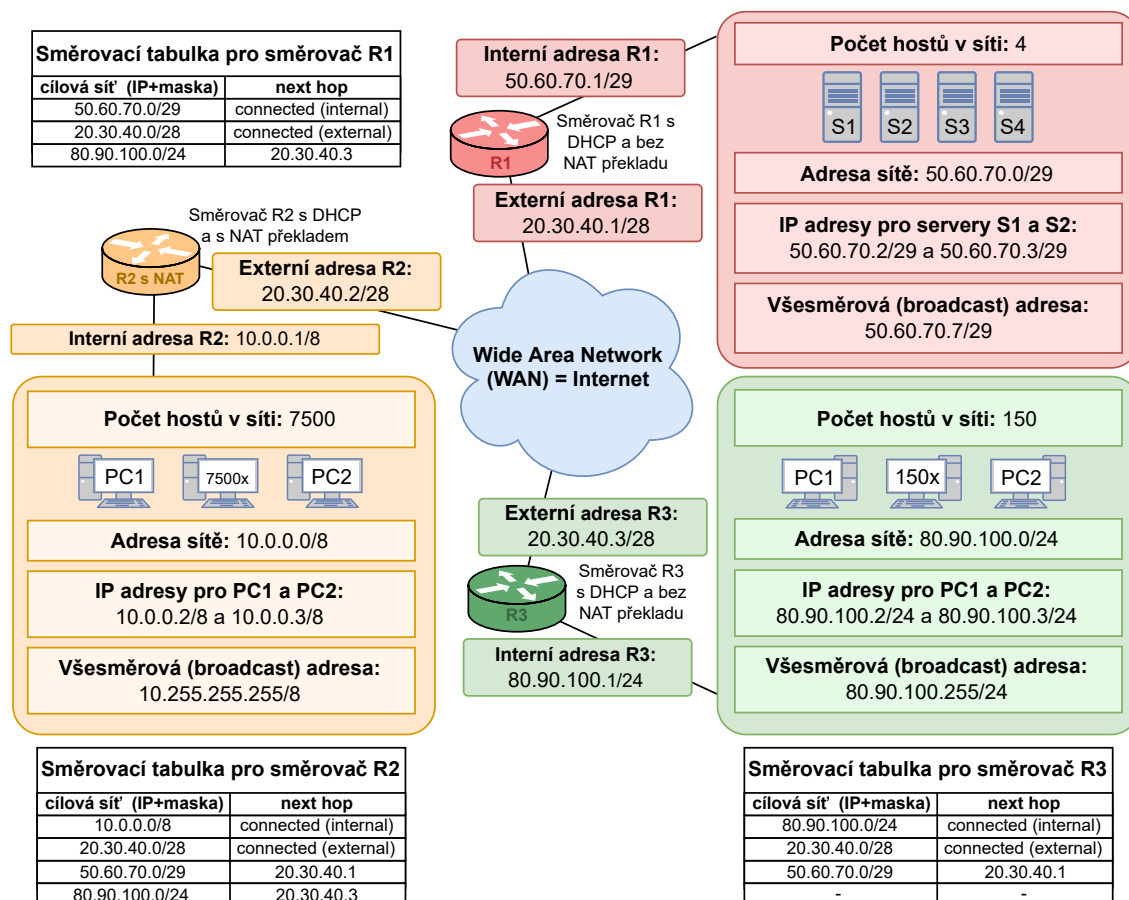 Směrovací tabulka pro směrovač R1
cílová síť (IP+maska) next hop
50.60.70.0/29 connected (internal)
20.30.40.0/28 connected (external)
80.90.100.0/24 20.30.40.3
Interní adresa R1:
50.60.70.1/29
Směrovač R1 s
DHCP a bez
NAT překladu
R1
Externí adresa R1:
20.30.40.1/28
Počet hostů v síti: 4
S1 S2 S3 S4
Adresa sítě: 50.60.70.0/29
IP adresy pro servery S1 a S2:
50.60.70.2/29 a 50.60.70.3/29
Všesměrová (broadcast) adresa:
50.60.70.7/29
Směrovač R2 s DHCP
a s NAT překladem
R2 s NAT
Externí adresa R2:
20.30.40.2/28
Interní adresa R2: 10.0.0.1/8
Wide Area Network
(WAN) = Internet
Počet hostů v síti: 7500
PC1 7500x PC2
Adresa sítě: 10.0.0.0/8
IP adresy pro PC1 a PC2:
10.0.0.2/8 a 10.0.0.3/8
Všesměrová (broadcast) adresa:
10.255.255.255/8
Externí adresa R3:
20.30.40.3/28
Směrovač R3
s DHCP a bez
NAT překladu
R3
Interní adresa R3:
80.90.100.1/24
Počet hostů v síti: 150
PC1 150x PC2
Adresa sítě: 80.90.100.0/24
IP adresy pro PC1 a PC2:
80.90.100.2/24 a 80.90.100.3/24
Všesměrová (broadcast) adresa:
80.90.100.255/24
Směrovací tabulka pro směrovač R2
cílová síť (IP+maska) next hop
10.0.0.0/8 connected (internal)
20.30.40.0/28 connected (external)
50.60.70.0/29 20.30.40.1
80.90.100.0/24 20.30.40.3
Směrovací tabulka pro směrovač R3
cílová síť (IP+maska) next hop
80.90.100.0/24 connected (internal)
20.30.40.0/28 connected (external)
50.60.70.0/29 20.30.40.1
- -